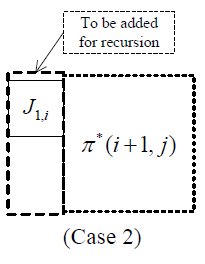 To be added
for recursion
J₁,ᵢ
π*(i+1, j)
(Case 2)